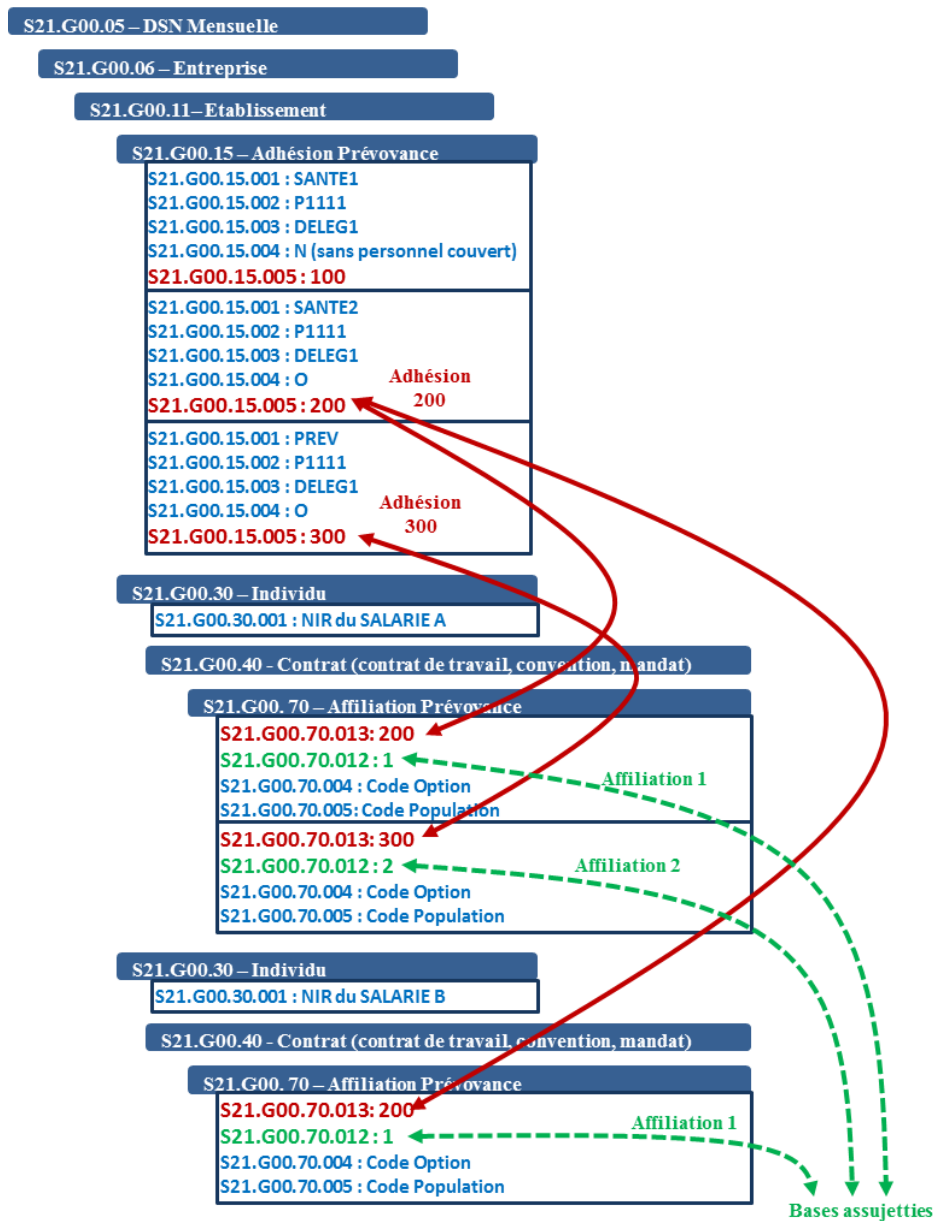 S21.G00.05 – DSN Mensuelle
S21.G00.06 – Entreprise
S21.G00.11– Etablissement
S21.G00.15 – Adhésion Prévoyance
S21.G00.15.001 : SANTE1
S21.G00.15.002 : P1111
S21.G00.15.003 : DELEG1
S21.G00.15.004 : N (sans personnel couvert)
S21.G00.15.005 : 100
S21.G00.15.001 : SANTE2
S21.G00.15.002 : P1111
S21.G00.15.003 : DELEG1
S21.G00.15.004 : O
Adhésion
200
S21.G00.15.005 : 200
S21.G00.15.001 : PREV
S21.G00.15.002 : P1111
S21.G00.15.003 : DELEG1
S21.G00.15.004 : O
Adhésion
300
S21.G00.15.005 : 300
S21.G00.30 – Individu
S21.G00.30.001 : NIR du SALARIE A
S21.G00.40 - Contrat (contrat de travail, convention, mandat)
S21.G00. 70 – Affiliation Prévoyance
S21.G00.70.013: 200
S21.G00.70.012 : 1
Affiliation 1
S21.G00.70.004 : Code Option
S21.G00.70.005: Code Population
S21.G00.70.013: 300
S21.G00.70.012 : 2
Affiliation 2
S21.G00.70.004 : Code Option
S21.G00.70.005 : Code Population
S21.G00.30 – Individu
S21.G00.30.001 : NIR du SALARIE B
S21.G00.40 - Contrat (contrat de travail, convention, mandat)
S21.G00. 70 – Affiliation Prévoyance
S21.G00.70.013: 200
S21.G00.70.012 : 1
Affiliation 1
S21.G00.70.004 : Code Option
S21.G00.70.005 : Code Population
Bases assujetties